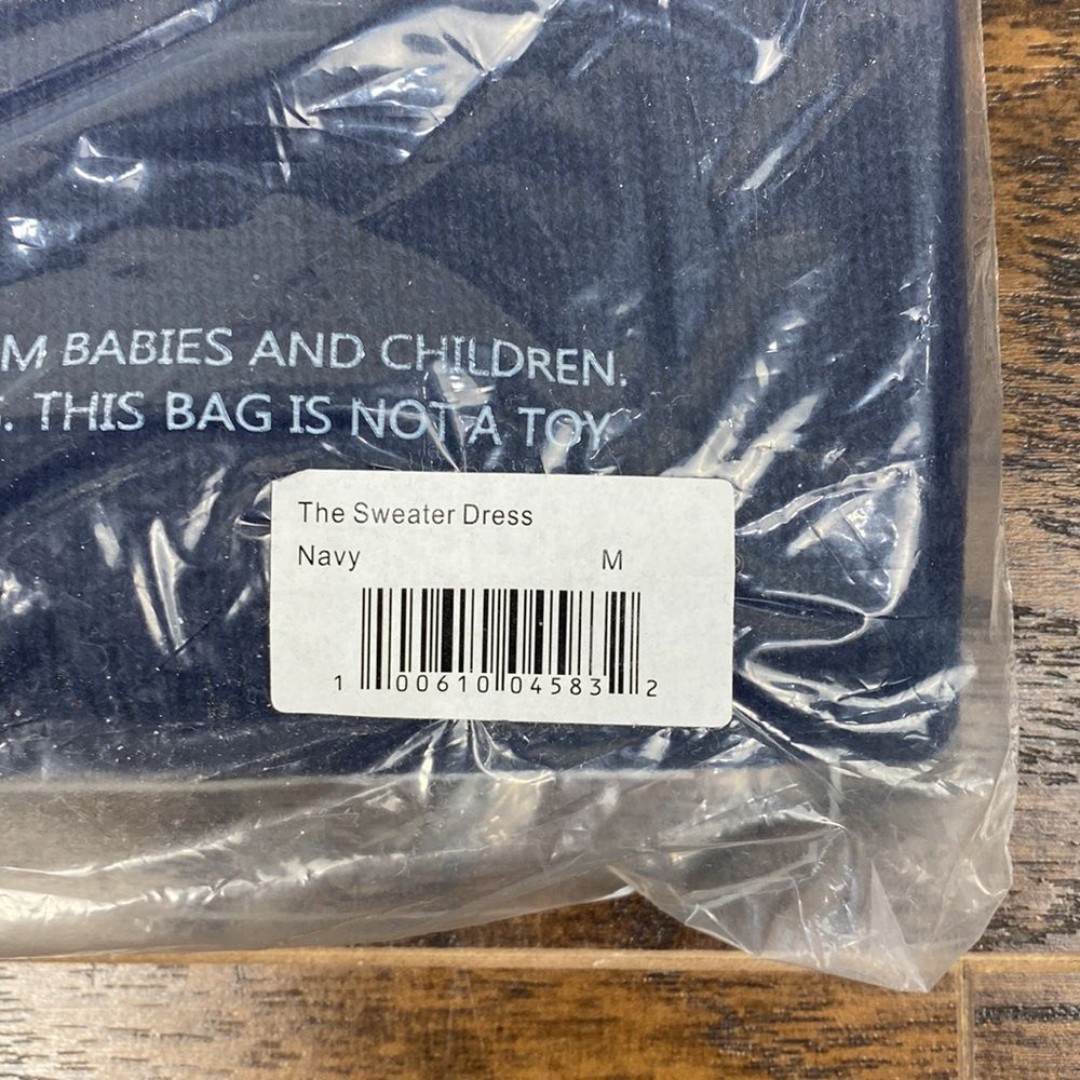 M BABIES AND CHILDREN.
. THIS BAG IS NOT A TOY
The Sweater Dress
Navy M
1 00610 04583 2